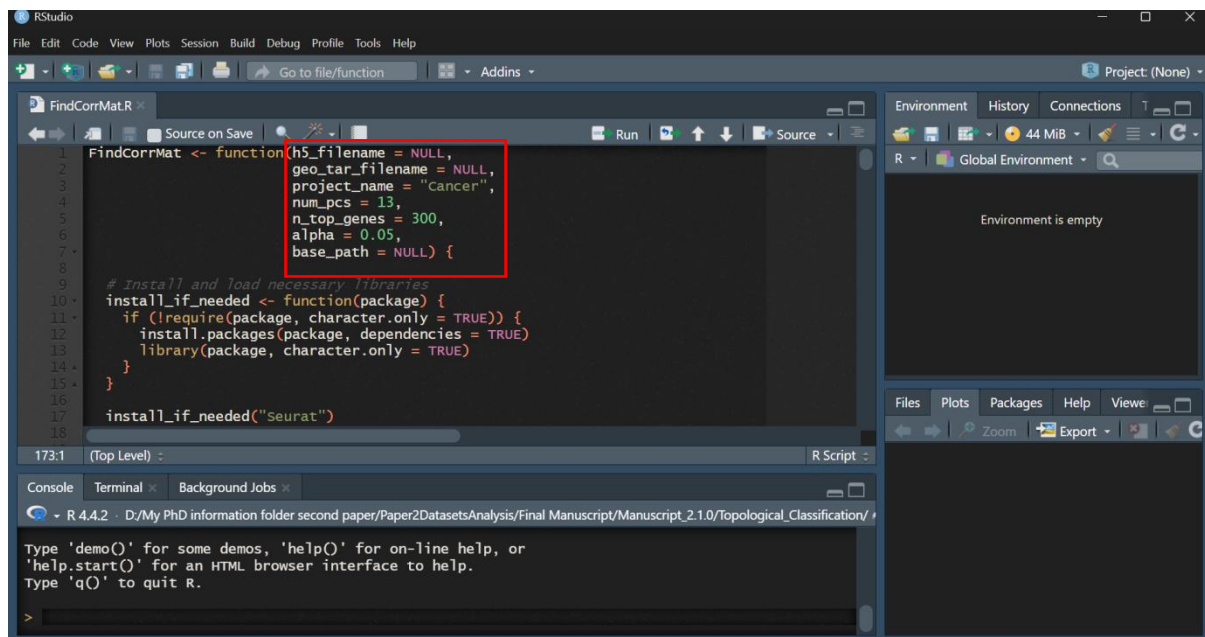 RStudio
File Edit Code View Plots Session Build Debug Profile Tools Help
Go to file/function
Addins
Project: (None)
FindCorrMat.R
Source on Save
Run
Source
1 FindCorrMat <- function(h5_filename = NULL,
2 geo_tar_filename = NULL,
3 project_name = "Cancer",
4 num_pcs = 13,
5 n_top_genes = 300,
6 alpha = 0.05,
7 base_path = NULL) {
8
9 # Install and load necessary libraries
10 install_if_needed <- function(package) {
11 if (!require(package, character.only = TRUE)) {
12 install.packages(package, dependencies = TRUE)
13 library(package, character.only = TRUE)
14 }
15 }
16
17 install_if_needed("Seurat")
18
173:1 (Top Level) R Script
Console Terminal Background Jobs
R 4.4.2 · D:/My PhD information folder second paper/Paper2DatasetsAnalysis/Final Manuscript/Manuscript_2.1.0/Topological_Classification/
Type 'demo()' for some demos, 'help()' for on-line help, or
'help.start()' for an HTML browser interface to help.
Type 'q()' to quit R.
>
Environment History Connections
44 MiB
R Global Environment
Environment is empty
Files Plots Packages Help Viewe
Zoom Export